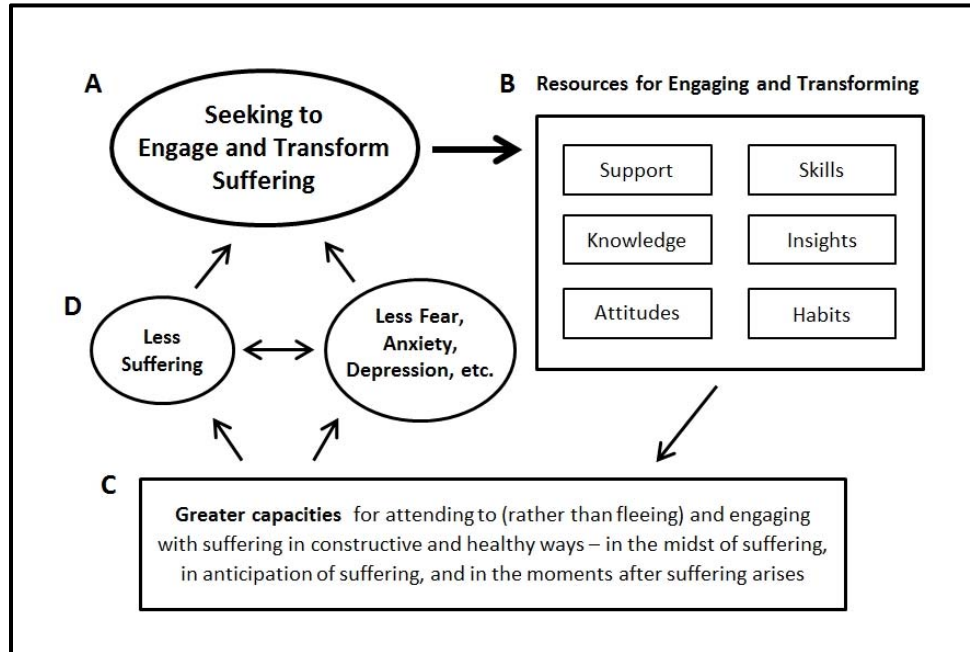 A
Seeking to
Engage and Transform
Suffering
B
Resources for Engaging and Transforming
Support
Skills
Knowledge
Insights
Attitudes
Habits
D
Less
Suffering
Less Fear,
Anxiety,
Depression, etc.
C
Greater capacities for attending to (rather than fleeing) and engaging
with suffering in constructive and healthy ways – in the midst of suffering,
in anticipation of suffering, and in the moments after suffering arises